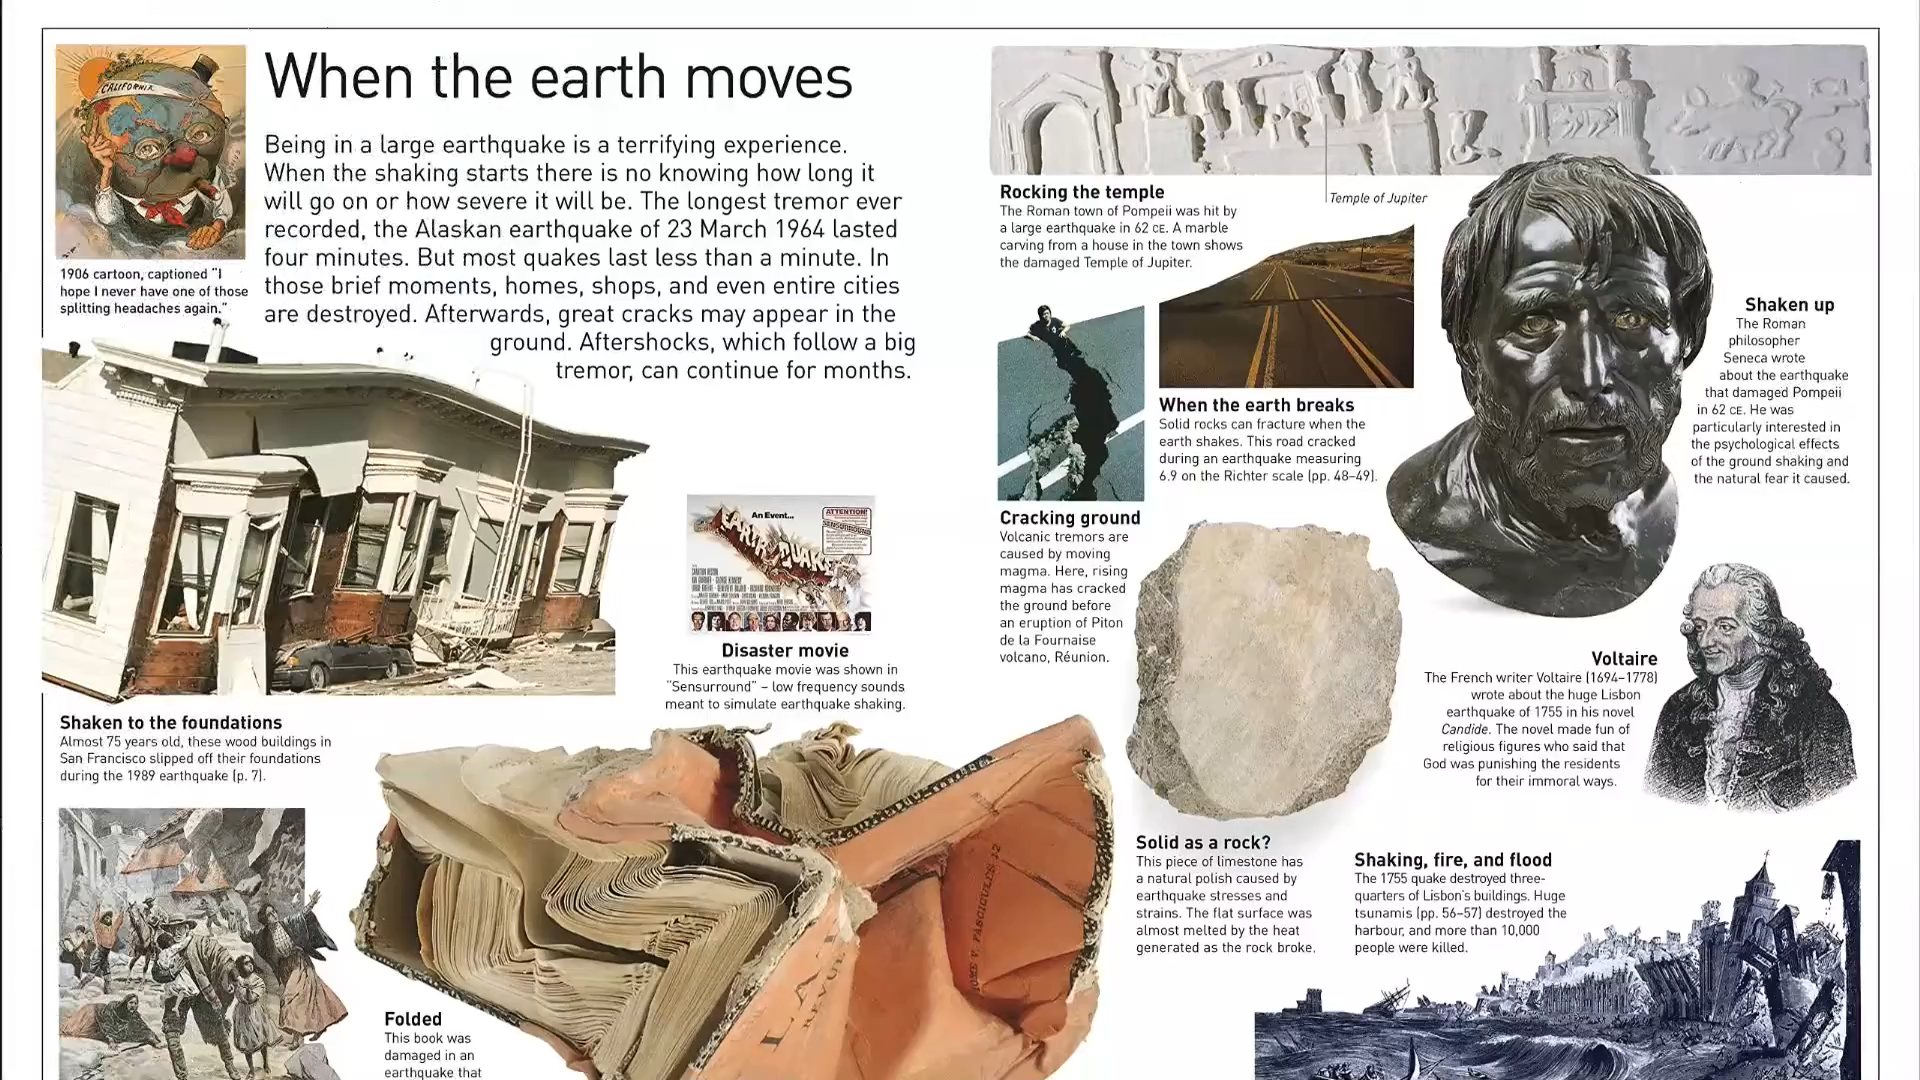 CALIFORNIA
When the earth moves
Being in a large earthquake is a terrifying experience.
When the shaking starts there is no knowing how long it
will go on or how severe it will be. The longest tremor ever
recorded, the Alaskan earthquake of 23 March 1964 lasted
four minutes. But most quakes last less than a minute. In
those brief moments, homes, shops, and even entire cities
are destroyed. Afterwards, great cracks may appear in the
ground. Aftershocks, which follow a big
tremor, can continue for months.
1906 cartoon, captioned “I
hope I never have one of those
splitting headaches again.”
Shaken to the foundations
Almost 75 years old, these wood buildings in
San Francisco slipped off their foundations
during the 1989 earthquake (p. 7).
An Event...
ATTENTION!
EARTHQUAKE
Disaster movie
This earthquake movie was shown in
“Sensurround” – low frequency sounds
meant to simulate earthquake shaking.
Folded
This book was
damaged in an
earthquake that
Temple of Jupiter
Rocking the temple
The Roman town of Pompeii was hit by
a large earthquake in 62 CE. A marble
carving from a house in the town shows
the damaged Temple of Jupiter.
When the earth breaks
Solid rocks can fracture when the
earth shakes. This road cracked
during an earthquake measuring
6.9 on the Richter scale (pp. 48–49).
Shaken up
The Roman
philosopher
Seneca wrote
about the earthquake
that damaged Pompeii
in 62 CE. He was
particularly interested in
the psychological effects
of the ground shaking and
the natural fear it caused.
Cracking ground
Volcanic tremors are
caused by moving
magma. Here, rising
magma has cracked
the ground before
an eruption of Piton
de la Fournaise
volcano, Réunion.
Voltaire
The French writer Voltaire (1694–1778)
wrote about the huge Lisbon
earthquake of 1755 in his novel
Candide. The novel made fun of
religious figures who said that
God was punishing the residents
for their immoral ways.
Solid as a rock?
This piece of limestone has
a natural polish caused by
earthquake stresses and
strains. The flat surface was
almost melted by the heat
generated as the rock broke.
Shaking, fire, and flood
The 1755 quake destroyed three-
quarters of Lisbon's buildings. Huge
tsunamis (pp. 56–57) destroyed the
harbour, and more than 10,000
people were killed.